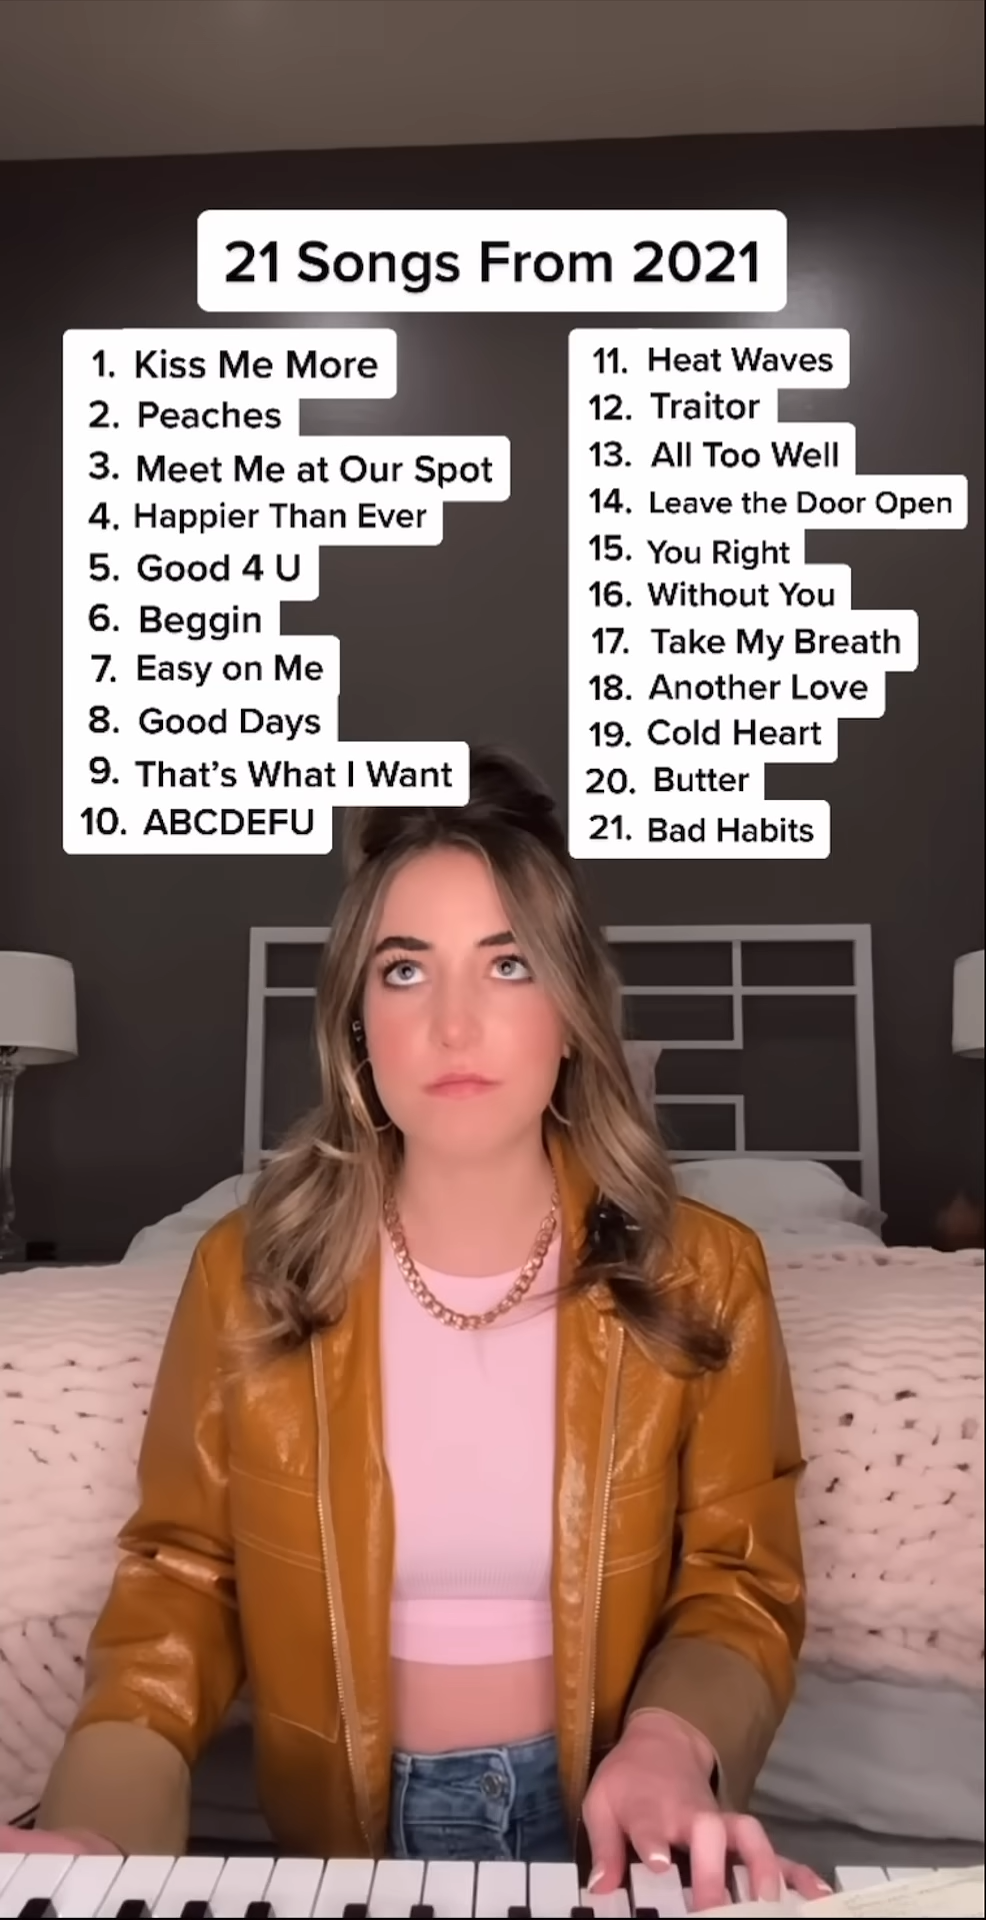 21 Songs From 2021
1. Kiss Me More
2. Peaches
3. Meet Me at Our Spot
4. Happier Than Ever
5. Good 4 U
6. Beggin
7. Easy on Me
8. Good Days
9. That's What I Want
10. ABCDEFU
11. Heat Waves
12. Traitor
13. All Too Well
14. Leave the Door Open
15. You Right
16. Without You
17. Take My Breath
18. Another Love
19. Cold Heart
20. Butter
21. Bad Habits